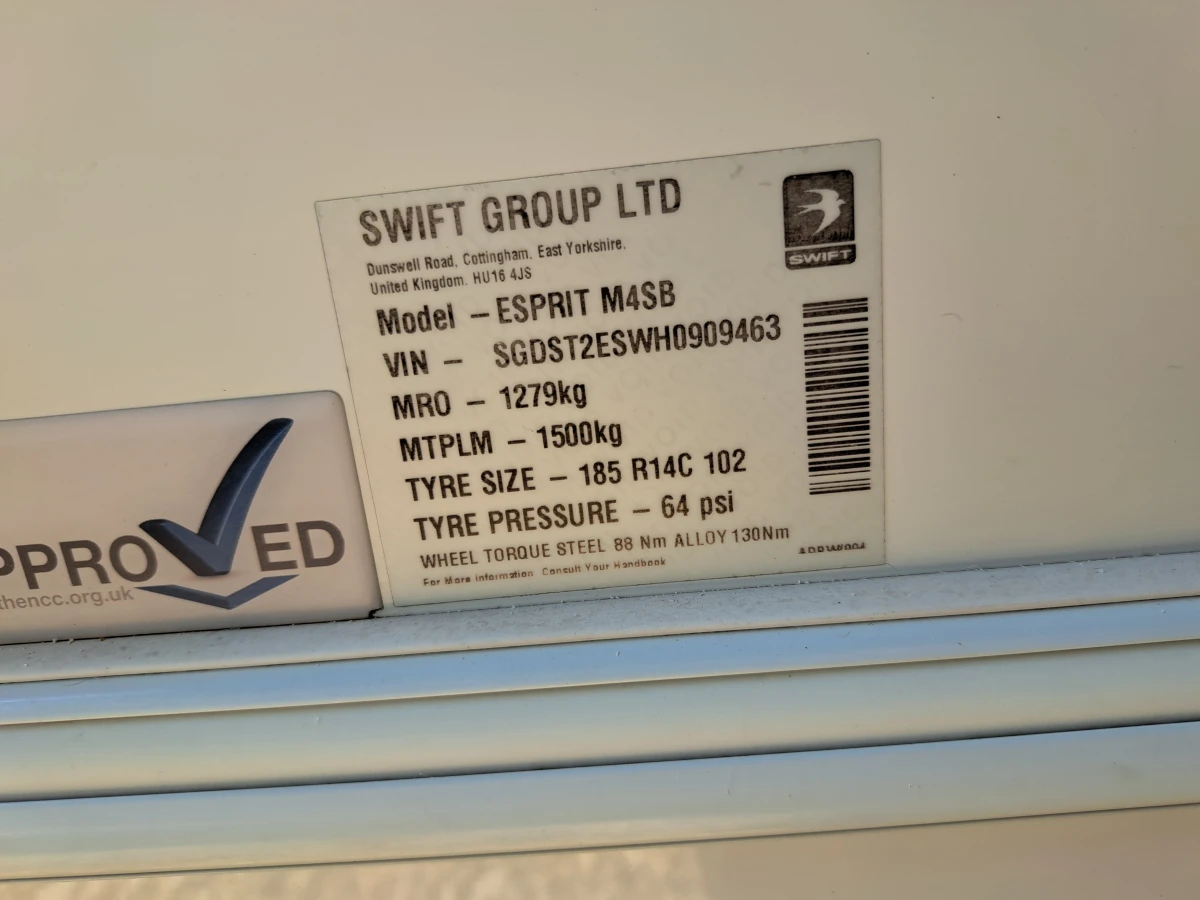 SWIFT GROUP LTD
Dunswell Road, Cottingham, East Yorkshire,
United Kingdom. HU16 4JS
SWIFT
Model – ESPRIT M4SB
VIN – SGDST2ESWH0909463
MRO – 1279kg
MTPLM – 1500kg
TYRE SIZE – 185 R14C 102
TYRE PRESSURE – 64 psi
WHEEL TORQUE STEEL 88 Nm ALLOY 130Nm
For More information Consult Your Handbook
PPROVED
thencc.org.uk